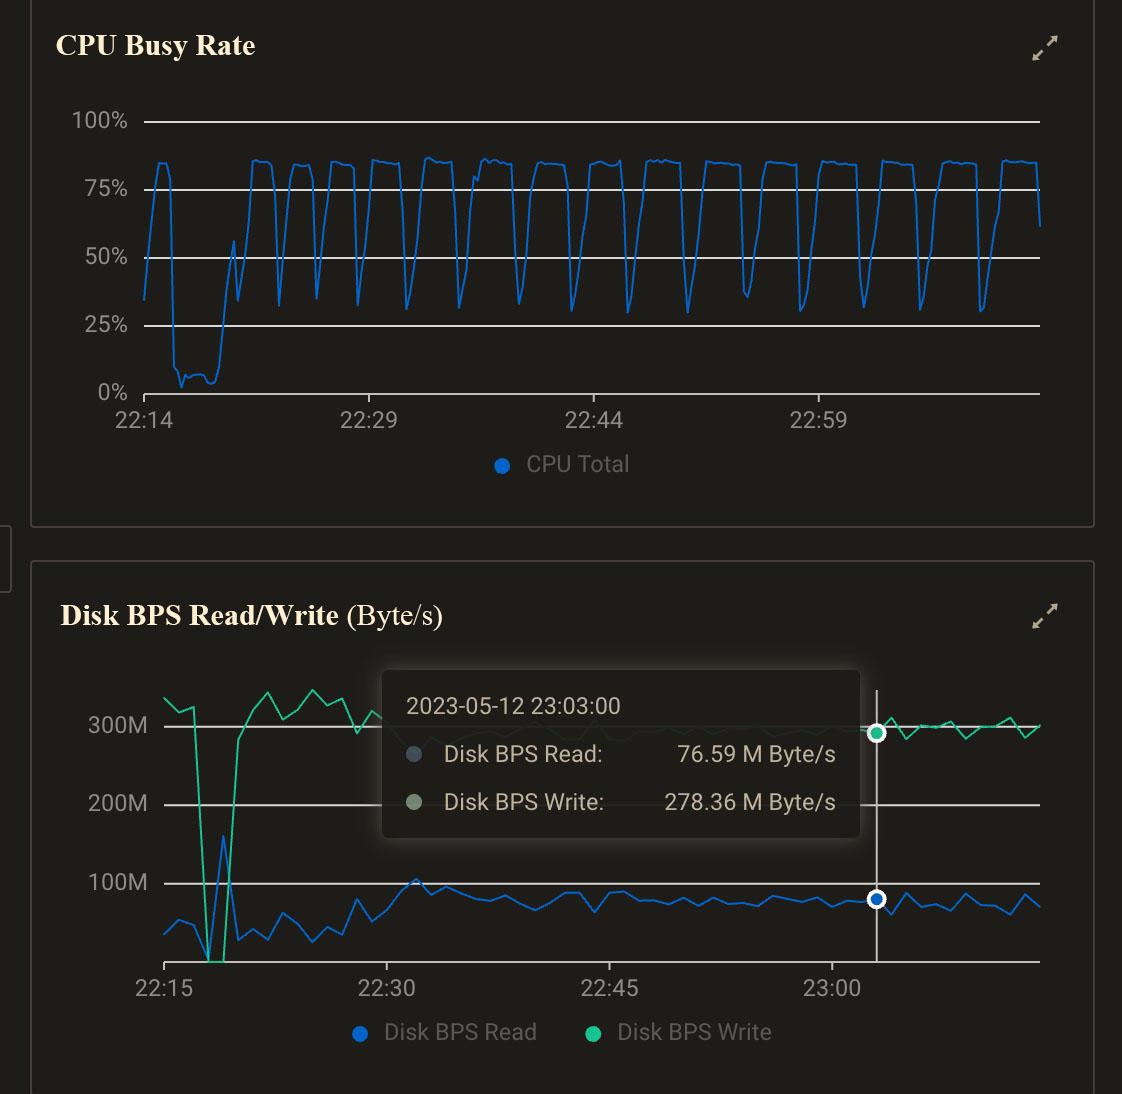 CPU Busy Rate
100%
75%
50%
25%
0%
22:14 22:29 22:44 22:59
CPU Total
Disk BPS Read/Write (Byte/s)
2023-05-12 23:03:00
300M
Disk BPS Read: 76.59 M Byte/s
200M
Disk BPS Write: 278.36 M Byte/s
100M
22:15 22:30 22:45 23:00
Disk BPS Read Disk BPS Write